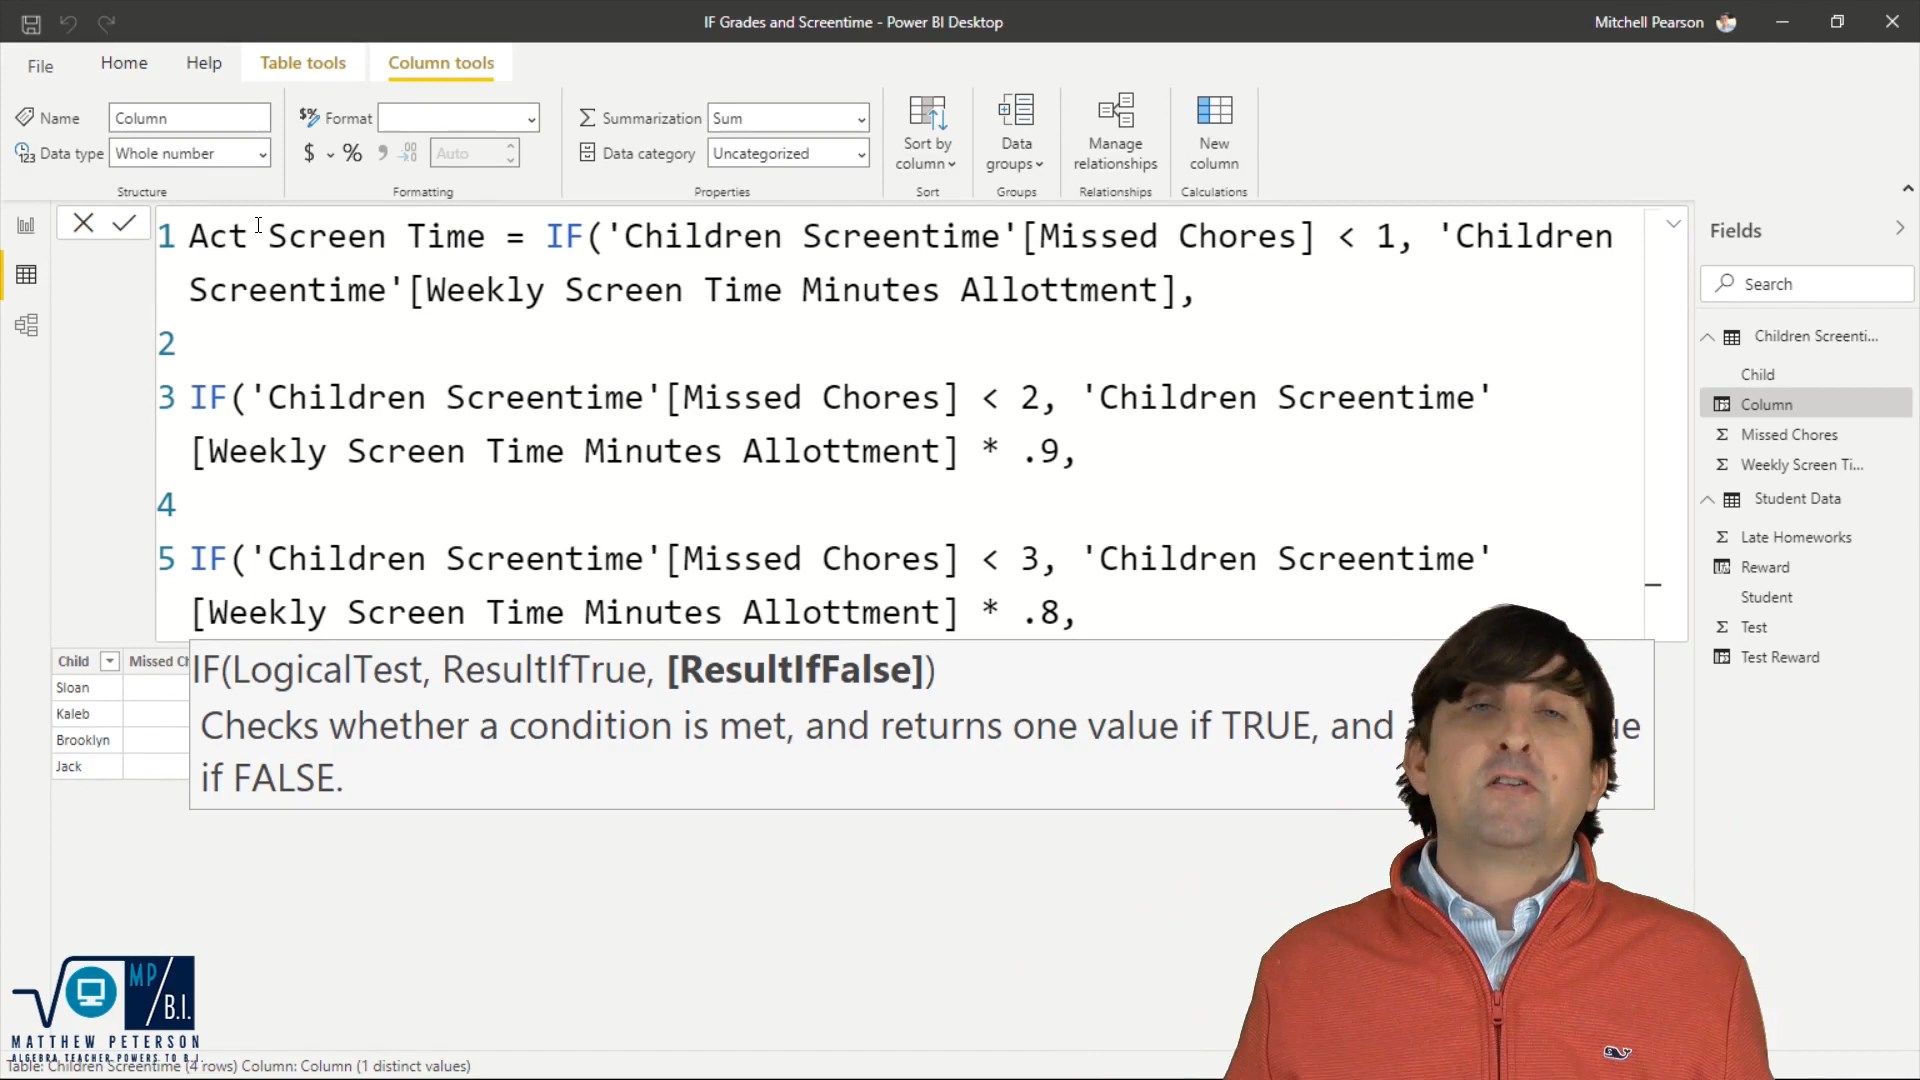 IF Grades and Screentime - Power BI Desktop
Mitchell Pearson
File
Home
Help
Table tools
Column tools
Name
Column
Format
Summarization
Sum
Data type
Whole number
$
%
Auto
Data category
Uncategorized
Sort by
column
Data
groups
Manage
relationships
New
column
Structure
Formatting
Properties
Sort
Groups
Relationships
Calculations
1 Act Screen Time = IF('Children Screentime'[Missed Chores] < 1, 'Children
Screentime'[Weekly Screen Time Minutes Allottment],
2
3 IF('Children Screentime'[Missed Chores] < 2, 'Children Screentime'
[Weekly Screen Time Minutes Allottment] * .9,
4
5 IF('Children Screentime'[Missed Chores] < 3, 'Children Screentime'
[Weekly Screen Time Minutes Allottment] * .8,
IF(LogicalTest, ResultIfTrue, [ResultIfFalse])
Checks whether a condition is met, and returns one value if TRUE, and
if FALSE.
Child
Missed Ch
Sloan
Kaleb
Brooklyn
Jack
Fields
Search
Children Screenti...
Child
Column
Missed Chores
Weekly Screen Ti...
Student Data
Late Homeworks
Reward
Student
Test
Test Reward
MP
B.I.
MATTHEW PETERSON
ALGEBRA TEACHER POWERS TO B.I.
Table: Children Screentime (4 rows) Column: Column (1 distinct values)